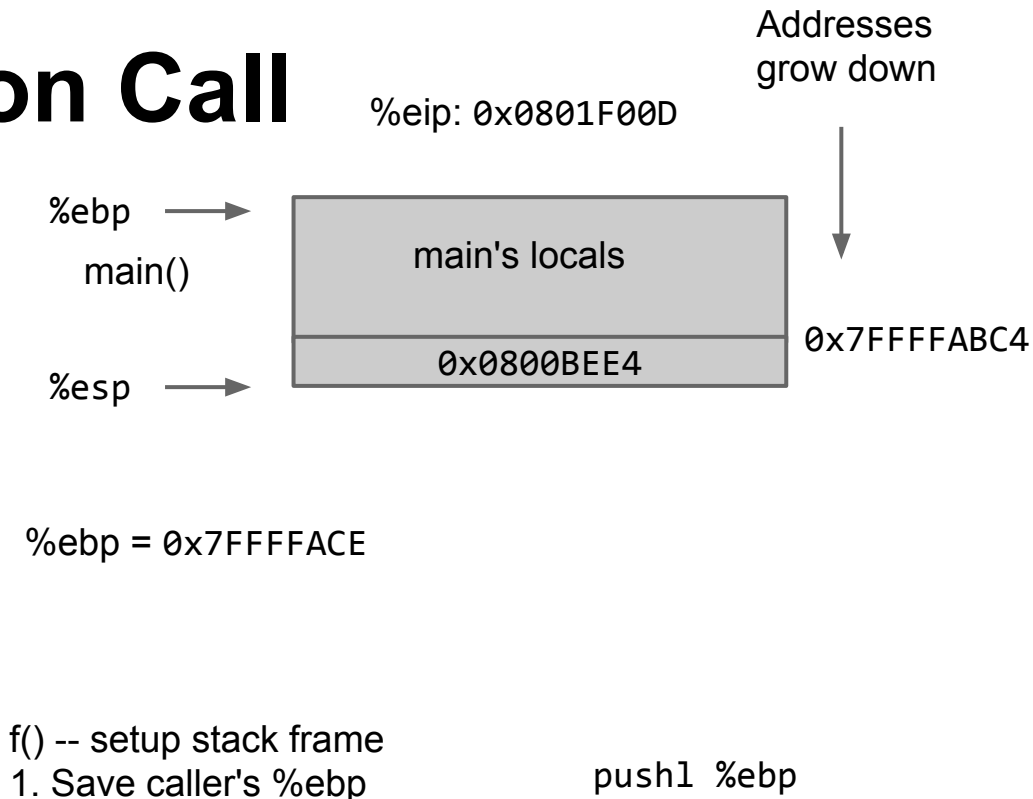 on Call
Addresses
grow down
%eip: 0x0801F00D
%ebp
main's locals
main()
0x7FFFFABC4
0x0800BEE4
%esp
%ebp = 0x7FFFFACE
f() -- setup stack frame
1. Save caller's %ebp
pushl %ebp